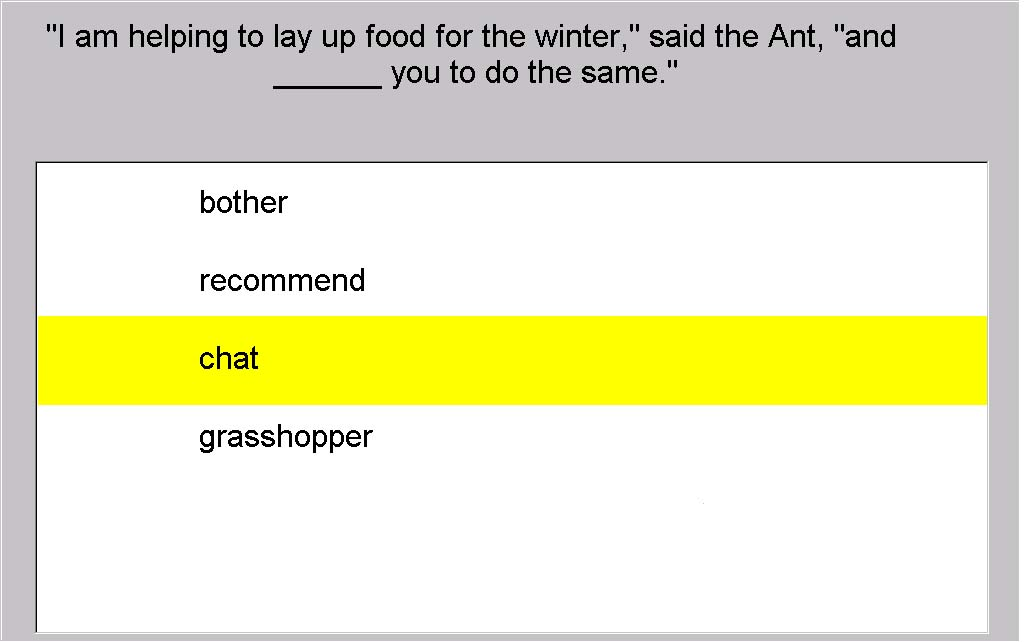 "I am helping to lay up food for the winter," said the Ant, "and
______ you to do the same."
bother
recommend
chat
grasshopper